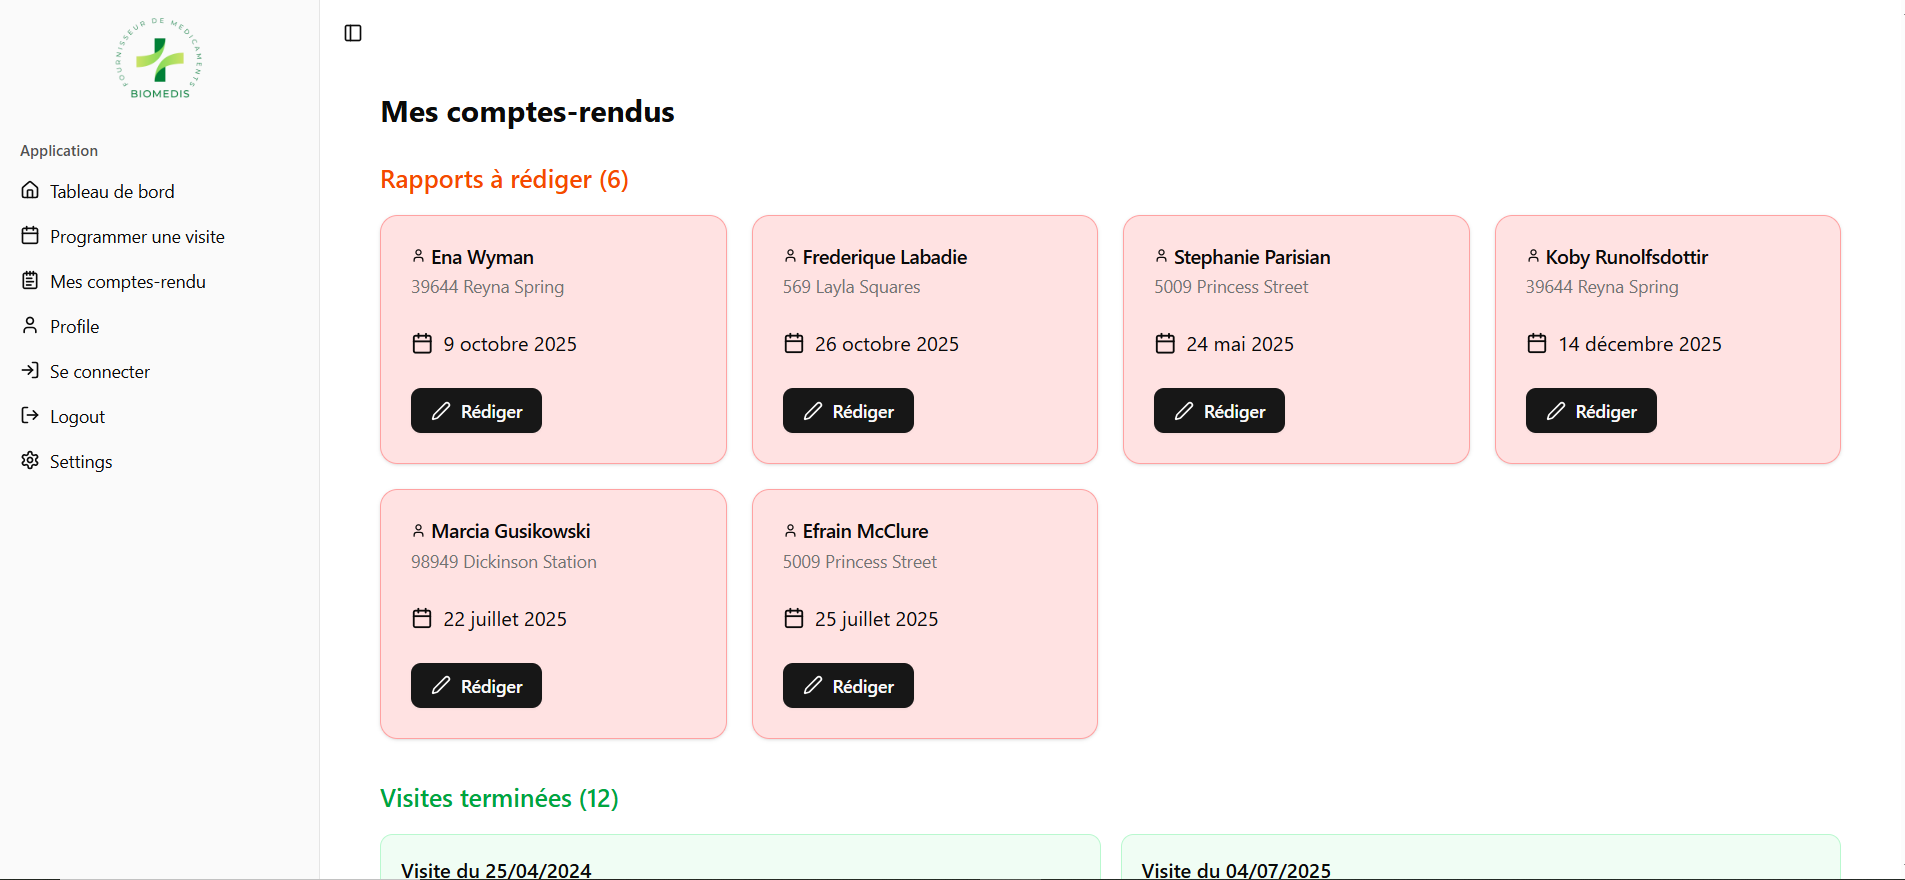 FOURNISSEUR DE MEDICAMENTS
BIOMEDIS
Application
Tableau de bord
Programmer une visite
Mes comptes-rendu
Profile
Se connecter
Logout
Settings
Mes comptes-rendus
Rapports à rédiger (6)
Ena Wyman
39644 Reyna Spring
9 octobre 2025
Rédiger
Frederique Labadie
569 Layla Squares
26 octobre 2025
Rédiger
Stephanie Parisian
5009 Princess Street
24 mai 2025
Rédiger
Koby Runolfsdottir
39644 Reyna Spring
14 décembre 2025
Rédiger
Marcia Gusikowski
98949 Dickinson Station
22 juillet 2025
Rédiger
Efrain McClure
5009 Princess Street
25 juillet 2025
Rédiger
Visites terminées (12)
Visite du 25/04/2024
Visite du 04/07/2025